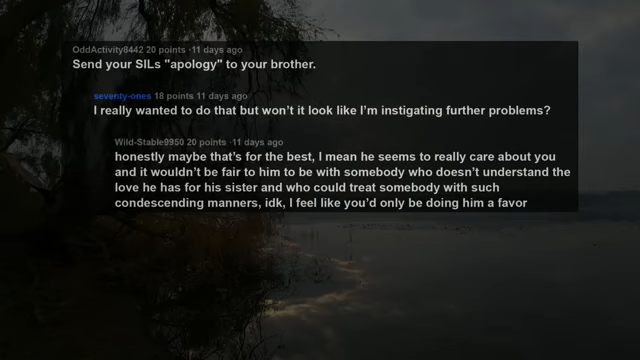 OddActivity8442 20 points ·11 days ago
Send your SILs "apology" to your brother.
seventy-ones 18 points 11 days ago
I really wanted to do that but won't it look like I'm instigating further problems?
Wild-Stable9950 20 points ·11 days ago
honestly maybe that's for the best, I mean he seems to really care about you
and it wouldn't be fair to him to be with somebody who doesn't understand the
love he has for his sister and who could treat somebody with such
condescending manners, idk, I feel like you'd only be doing him a favor